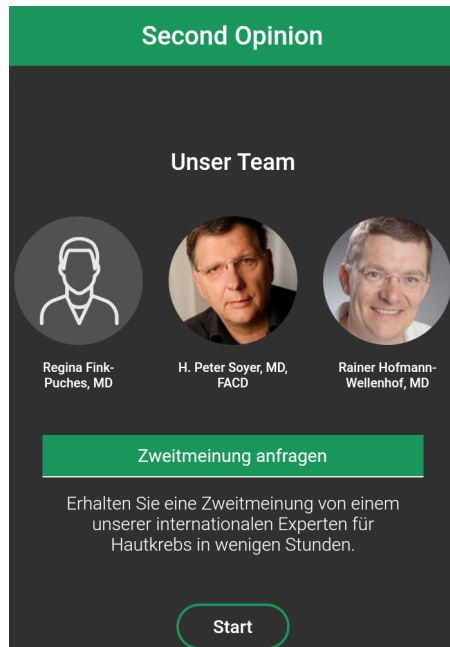 Second Opinion
Unser Team
Regina Fink-
Puches, MD
H. Peter Soyer, MD,
FACD
Rainer Hofmann-
Wellenhof, MD
Zweitmeinung anfragen
Erhalten Sie eine Zweitmeinung von einem
unserer internationalen Experten für
Hautkrebs in wenigen Stunden.
Start